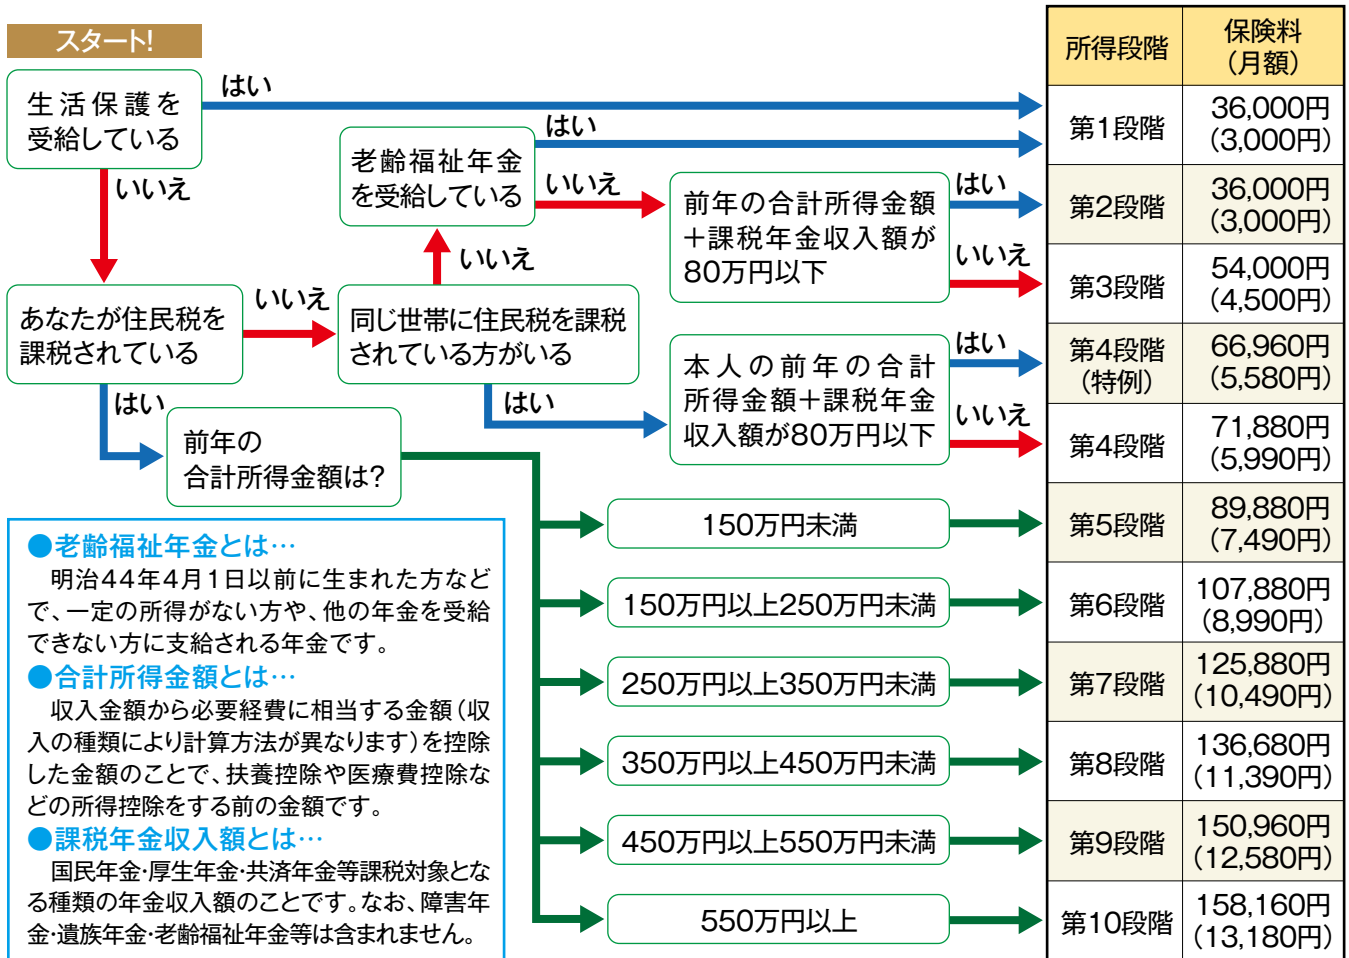 スタート!
生活保護を
受給している
はい
いいえ
あなたが住民税を
課税されている
いいえ
はい
同じ世帯に住民税を課税
されている方がいる
いいえ
はい
老齢福祉年金
を受給している
はい
いいえ
前年の合計所得金額
＋課税年金収入額が
80万円以下
はい
いいえ
本人の前年の合計
所得金額＋課税年金
収入額が80万円以下
はい
いいえ
前年の
合計所得金額は?
150万円未満
150万円以上250万円未満
250万円以上350万円未満
350万円以上450万円未満
450万円以上550万円未満
550万円以上
所得段階
保険料
（月額）
第1段階
36,000円
（3,000円）
第2段階
36,000円
（3,000円）
第3段階
54,000円
（4,500円）
第4段階
（特例）
66,960円
（5,580円）
第4段階
71,880円
（5,990円）
第5段階
89,880円
（7,490円）
第6段階
107,880円
（8,990円）
第7段階
125,880円
（10,490円）
第8段階
136,680円
（11,390円）
第9段階
150,960円
（12,580円）
第10段階
158,160円
（13,180円）
●老齢福祉年金とは…
明治44年4月1日以前に生まれた方など
で、一定の所得がない方や、他の年金を受給
できない方に支給される年金です。
●合計所得金額とは…
収入金額から必要経費に相当する金額（収
入の種類により計算方法が異なります）を控除
した金額のことで、扶養控除や医療費控除な
どの所得控除をする前の金額です。
●課税年金収入額とは…
国民年金・厚生年金・共済年金等課税対象とな
る種類の年金収入額のことです。なお、障害年
金・遺族年金・老齢福祉年金等は含まれません。